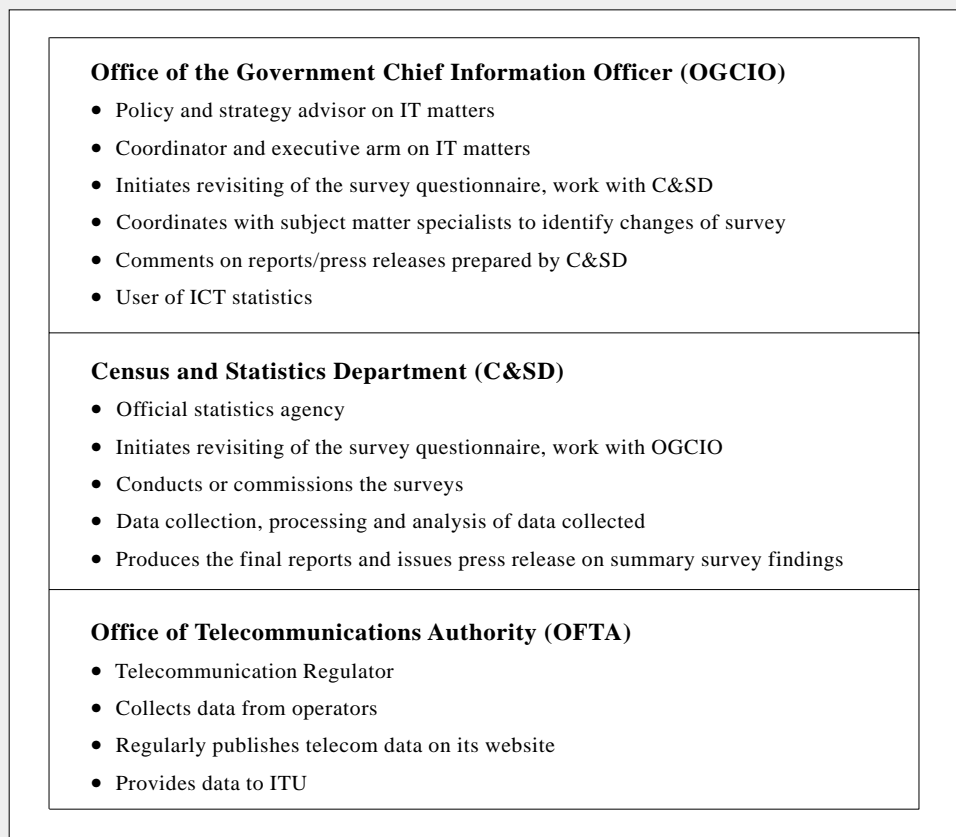 Office of the Government Chief Information Officer (OGCIO)
• Policy and strategy advisor on IT matters
• Coordinator and executive arm on IT matters
• Initiates revisiting of the survey questionnaire, work with C&SD
• Coordinates with subject matter specialists to identify changes of survey
• Comments on reports/press releases prepared by C&SD
• User of ICT statistics
Census and Statistics Department (C&SD)
• Official statistics agency
• Initiates revisiting of the survey questionnaire, work with OGCIO
• Conducts or commissions the surveys
• Data collection, processing and analysis of data collected
• Produces the final reports and issues press release on summary survey findings
Office of Telecommunications Authority (OFTA)
• Telecommunication Regulator
• Collects data from operators
• Regularly publishes telecom data on its website
• Provides data to ITU